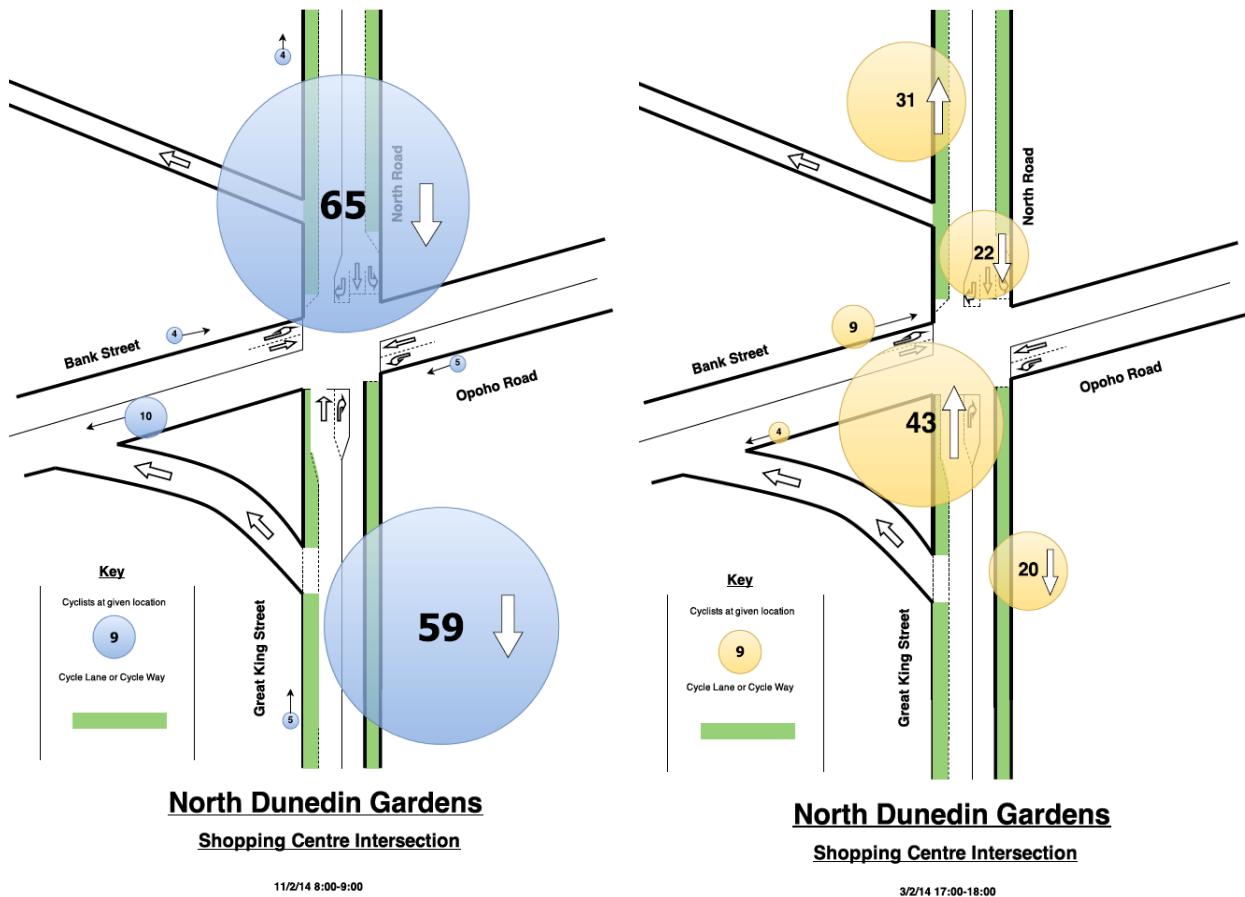 4
65
North Road
Bank Street
4
5
Opoho Road
10
Key
Cyclists at given location
9
Cycle Lane or Cycle Way
Great King Street
59
5
North Dunedin Gardens
Shopping Centre Intersection
11/2/14 8:00-9:00
31
North Road
22
9
Bank Street
Opoho Road
43
4
20
Key
Cyclists at given location
9
Cycle Lane or Cycle Way
Great King Street
North Dunedin Gardens
Shopping Centre Intersection
3/2/14 17:00-18:00